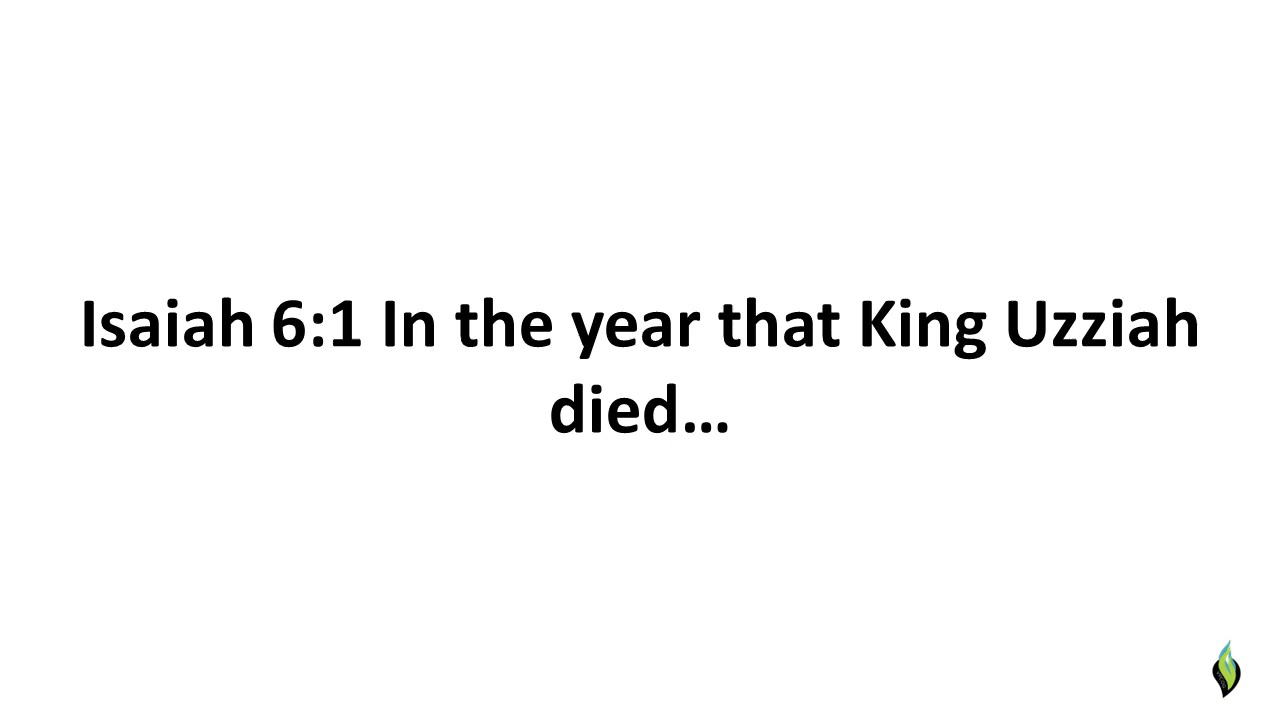 Isaiah 6:1 In the year that King Uzziah
died…